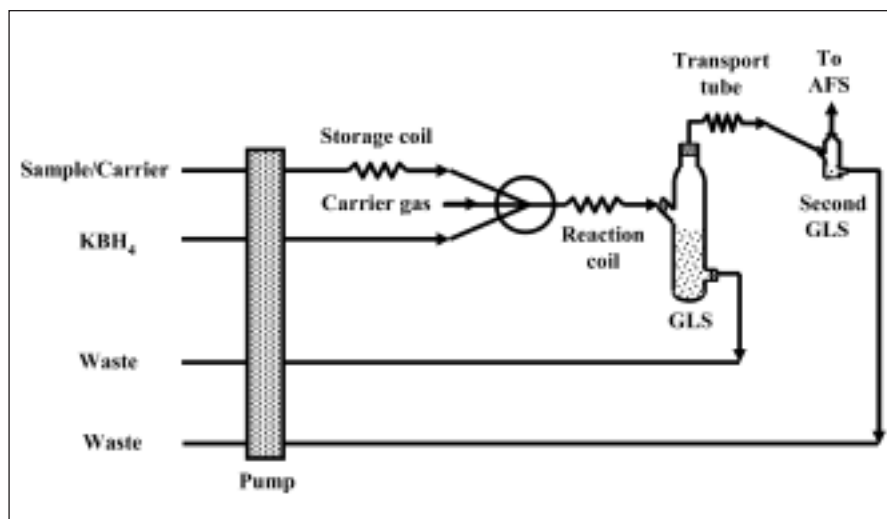 To
AFS
Transport
tube
Storage coil
Sample/Carrier
Carrier gas
Second
GLS
KBH₄
Reaction
coil
GLS
Waste
Waste
Pump